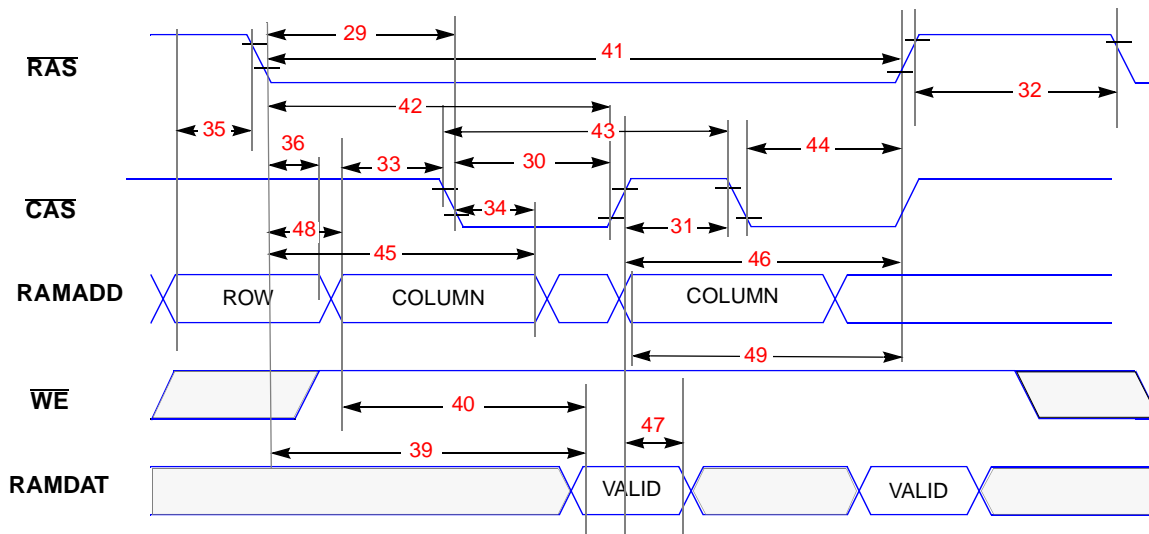 29
RAS
41
42
32
35
43
36
44
33
30
CAS
34
48
31
45
46
RAMADD
ROW
COLUMN
COLUMN
49
WE
40
47
39
RAMDAT
VALID
VALID